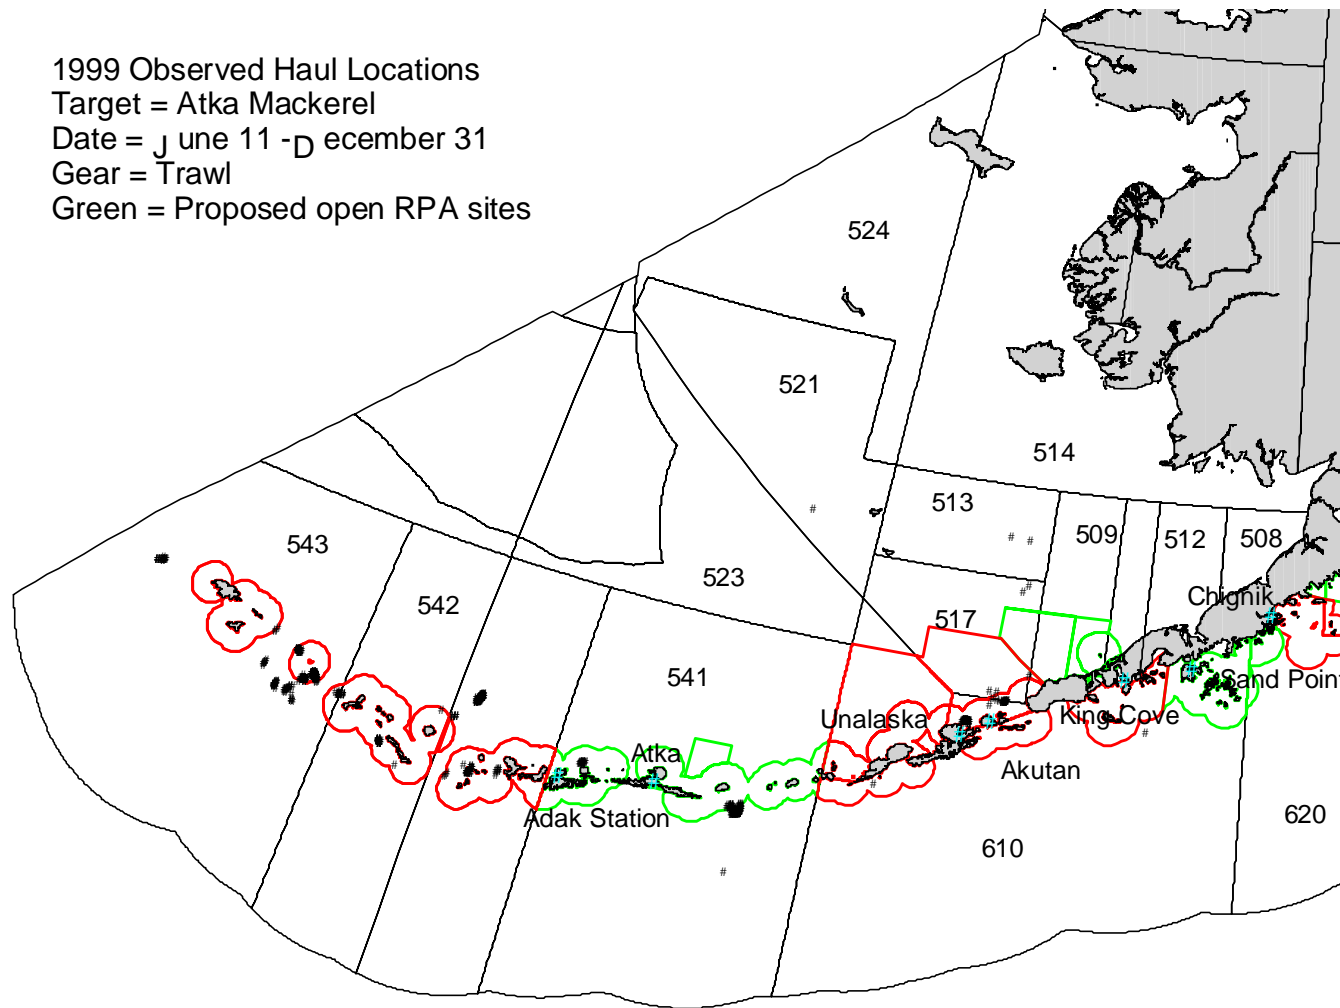 1999 Observed Haul Locations
Target = Atka Mackerel
Date = J une 11 -D ecember 31
Gear = Trawl
Green = Proposed open RPA sites
524
521
514
513
509
512
508
543
542
523
517
541
Chignik
Sand Point
King Cove
Unalaska
Akutan
Atka
Adak Station
610
620